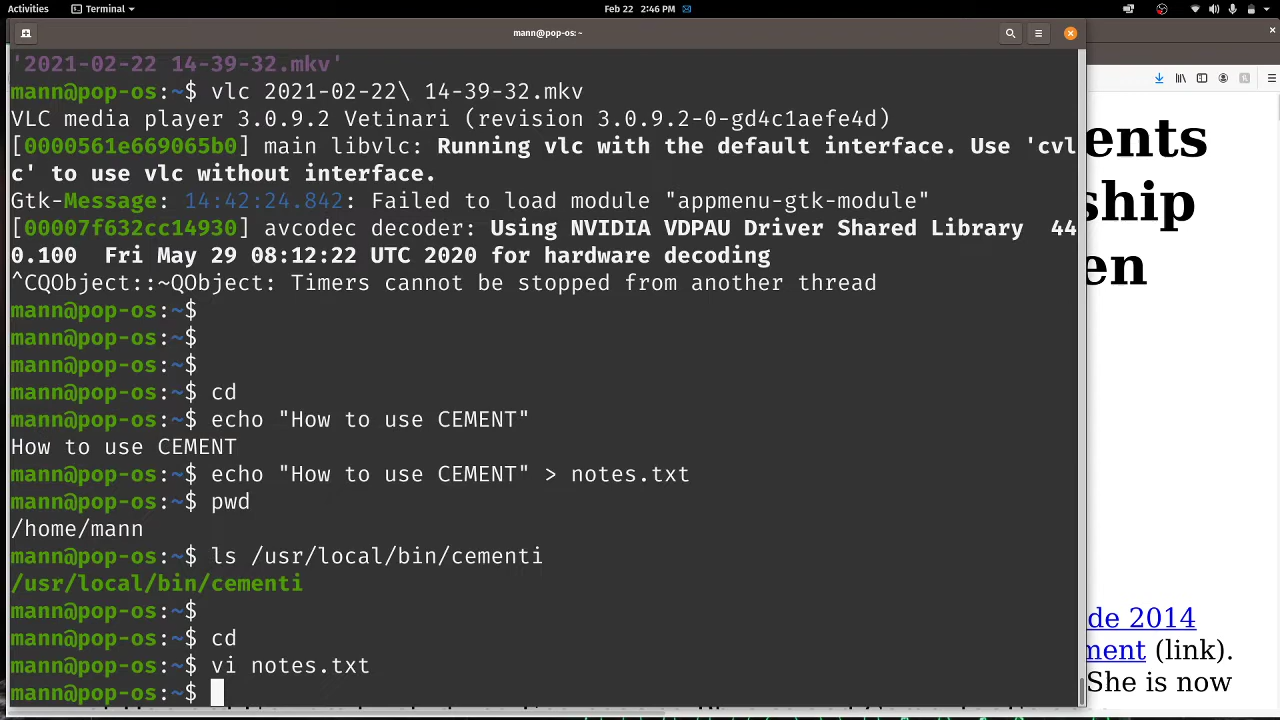 Activities Terminal Feb 22 2:46 PM
mann@pop-os: ~
'2021-02-22 14-39-32.mkv'
mann@pop-os:~$ vlc 2021-02-22\ 14-39-32.mkv
VLC media player 3.0.9.2 Vetinari (revision 3.0.9.2-0-gd4c1aefe4d)
[0000561e669065b0] main libvlc: Running vlc with the default interface. Use 'cvl
c' to use vlc without interface.
Gtk-Message: 14:42:24.842: Failed to load module "appmenu-gtk-module"
[00007f632cc14930] avcodec decoder: Using NVIDIA VDPAU Driver Shared Library  44
0.100  Fri May 29 08:12:22 UTC 2020 for hardware decoding
^CQObject::~QObject: Timers cannot be stopped from another thread
mann@pop-os:~$
mann@pop-os:~$
mann@pop-os:~$
mann@pop-os:~$ cd
mann@pop-os:~$ echo "How to use CEMENT"
How to use CEMENT
mann@pop-os:~$ echo "How to use CEMENT" > notes.txt
mann@pop-os:~$ pwd
/home/mann
mann@pop-os:~$ ls /usr/local/bin/cementi
/usr/local/bin/cementi
mann@pop-os:~$
mann@pop-os:~$ cd
mann@pop-os:~$ vi notes.txt
mann@pop-os:~$
ents
ship
en
de 2014
ment (link).
She is now